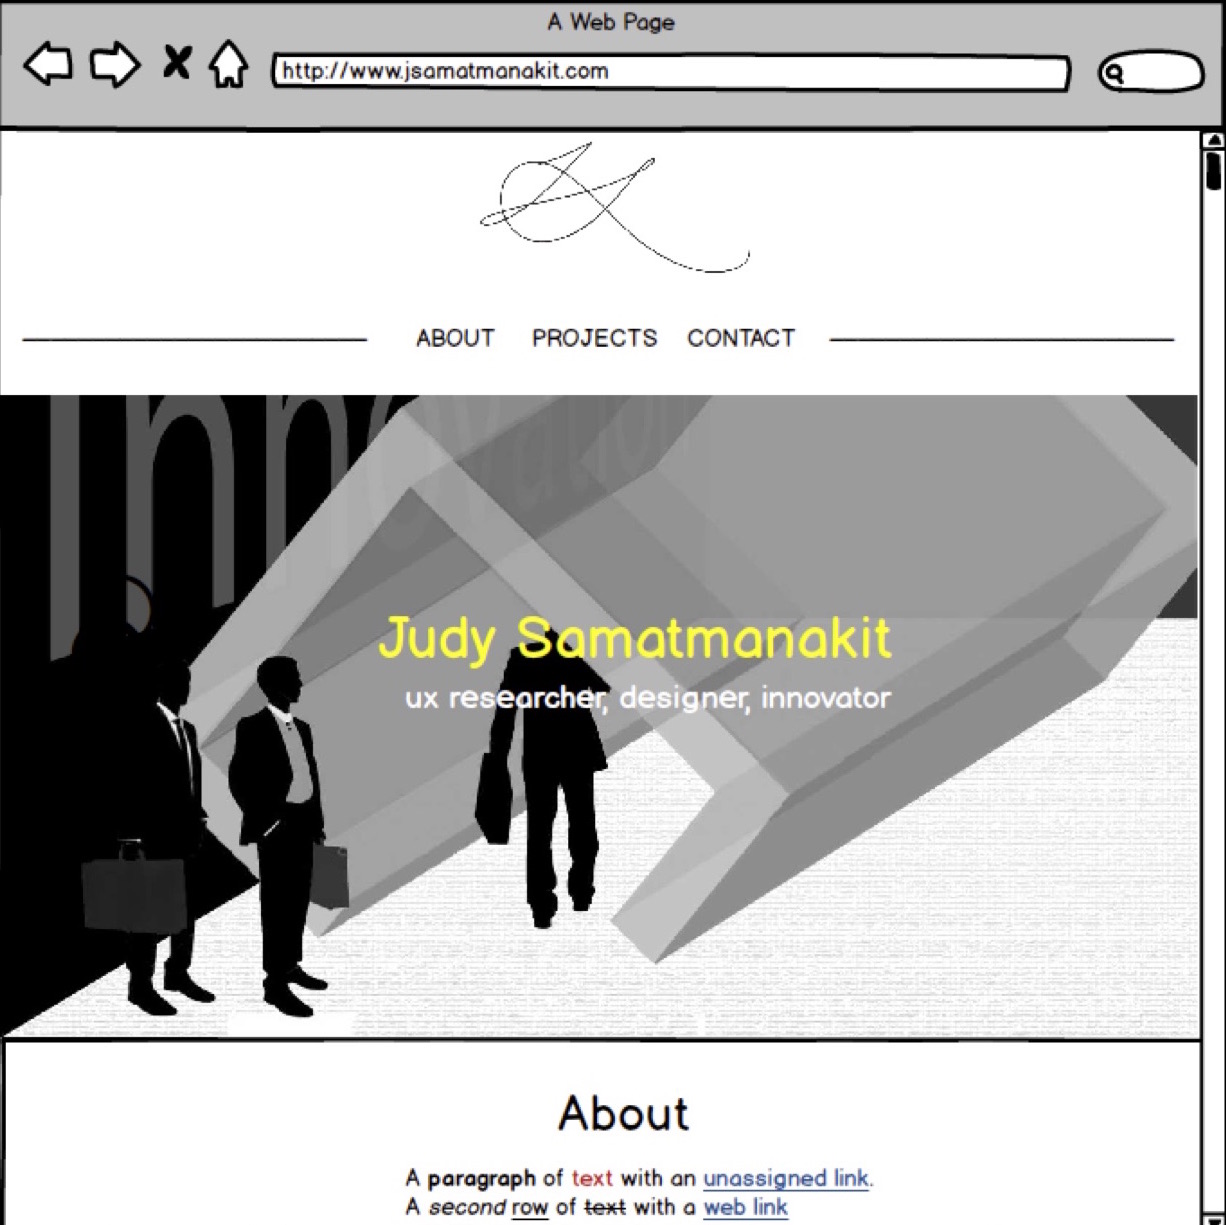 A Web Page
http://www.jsamatmanakit.com
ABOUT PROJECTS CONTACT
Innovation
Judy Samatmanakit
ux researcher, designer, innovator
About
A paragraph of text with an unassigned link.
A second row of text with a web link